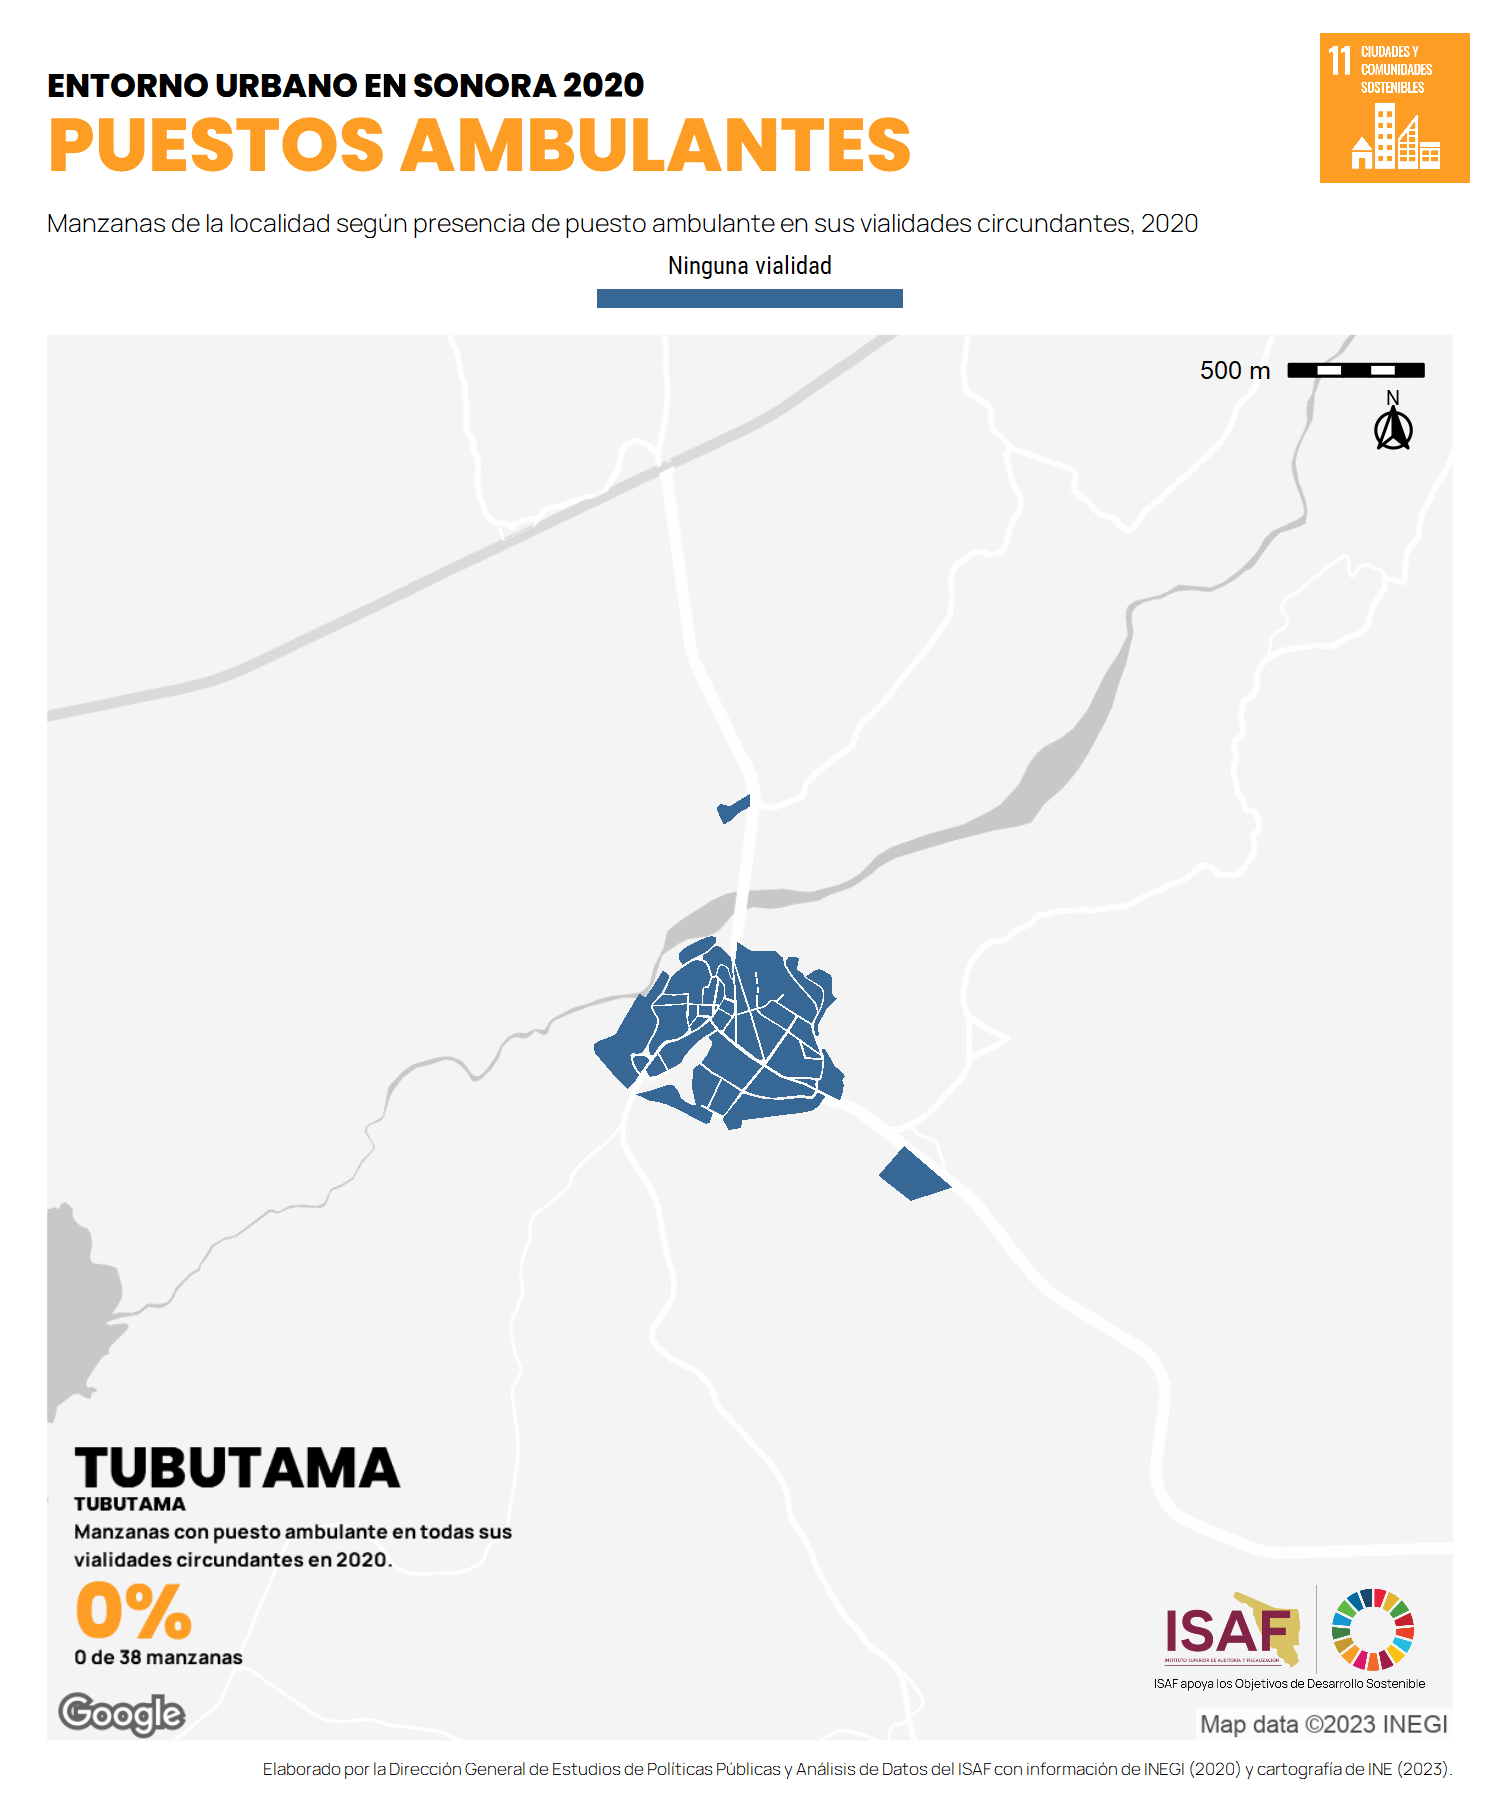 ENTORNO URBANO EN SONORA 2020
PUESTOS AMBULANTES
11 CIUDADES Y
COMUNIDADES
SOSTENIBLES
Manzanas de la localidad según presencia de puesto ambulante en sus vialidades circundantes, 2020
Ninguna vialidad
500 m
N
TUBUTAMA
TUBUTAMA
Manzanas con puesto ambulante en todas sus
vialidades circundantes en 2020.
0%
0 de 38 manzanas
Google
ISAF
INSTITUTO SUPERIOR DE AUDITORÍA Y FISCALIZACIÓN
ISAF apoya los Objetivos de Desarrollo Sostenible
Map data ©2023 INEGI
Elaborado por la Dirección General de Estudios de Políticas Públicas y Análisis de Datos del ISAF con información de INEGI (2020) y cartografía de INE (2023).